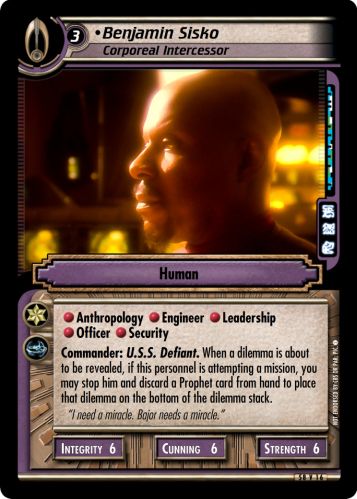 3
•Benjamin Sisko
Corporeal Intercessor
Human
Anthropology Engineer Leadership
Officer Security
Commander: U.S.S. Defiant. When a dilemma is about
to be revealed, if this personnel is attempting a mission, you
may stop him and discard a Prophet card from hand to place
that dilemma on the bottom of the dilemma stack.
"I need a miracle. Bajor needs a miracle."
INTEGRITY 6 CUNNING 6 STRENGTH 6
5B V 16